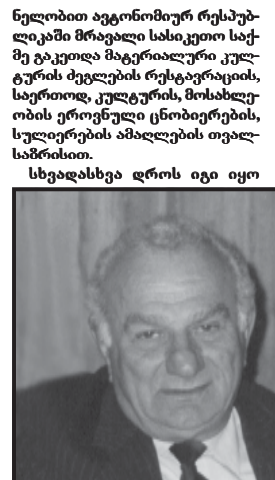 ნელობით ავტონომიურ რესპუბ-
ლიკაში მრავალი სასიკეთო საქ-
მე გაკეთდა მატერიალური კულ-
ტურის ძეგლების რესტავრაციის,
საერთოდ, კულტურის, მოსახლე-
ობის ეროვნული ცნობიერების,
სულიერების ამაღლების თვალ-
საზრისით.
სხვადასხვა დროს იგი იყო